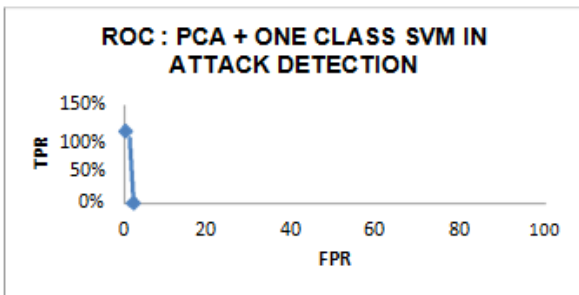 ROC : PCA + ONE CLASS SVM IN
ATTACK DETECTION
150%
100%
50%
0%
TPR
0 20 40 60 80 100
FPR